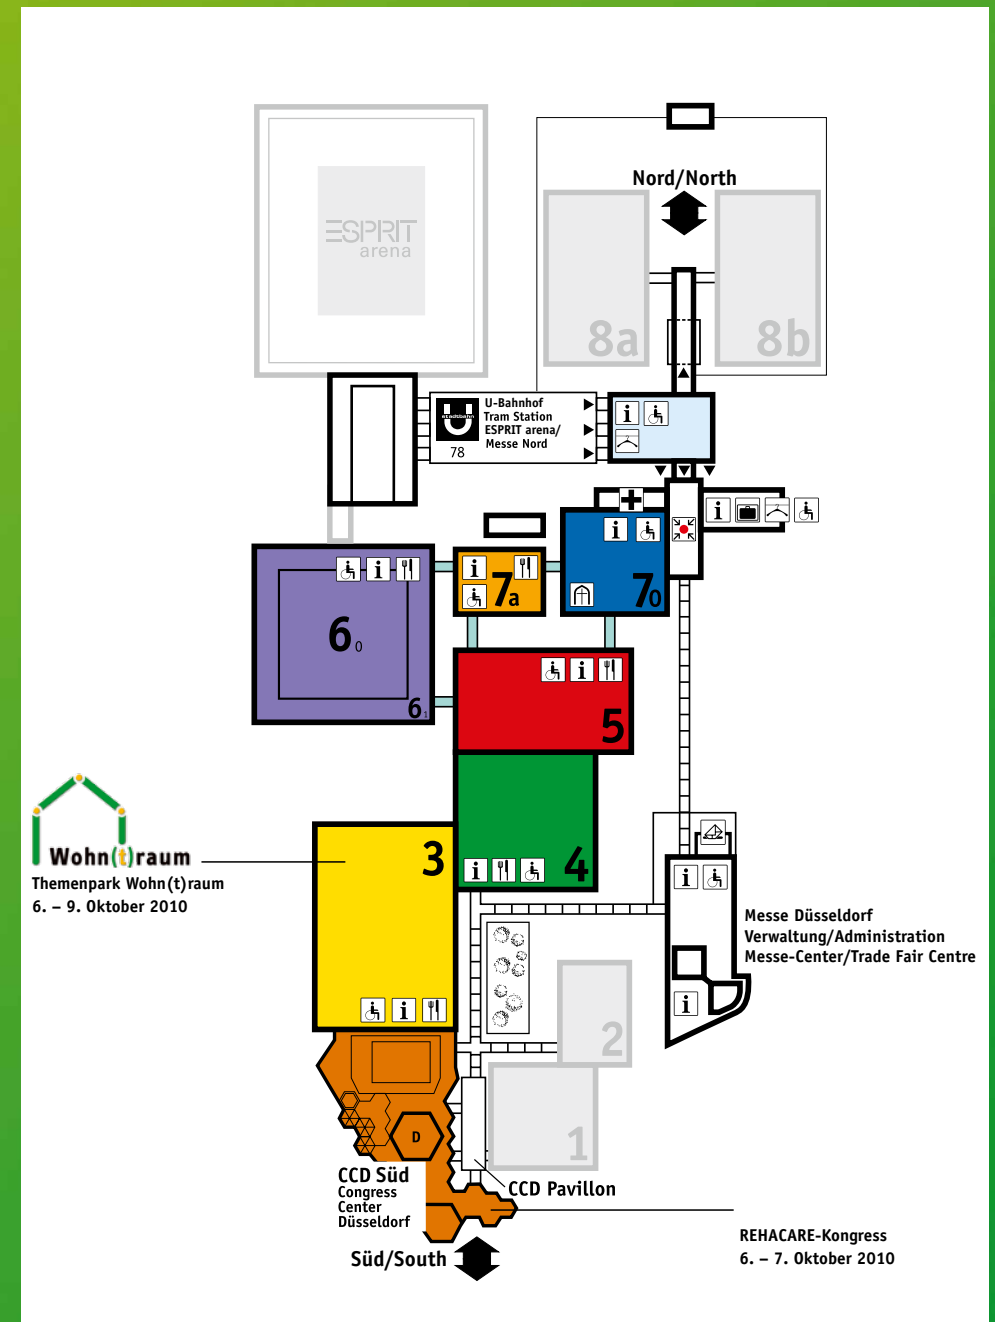 ESPRIT
arena
Nord/North
8a
8b
stadtbahn
U
78
U-Bahnhof
Tram Station
ESPRIT arena/
Messe Nord
i
i
i
i
i
7a
70
i
60
61
i
5
3
i
4
i
Wohn(t)raum
Themenpark Wohn(t)raum
6. – 9. Oktober 2010
i
Messe Düsseldorf
Verwaltung/Administration
Messe-Center/Trade Fair Centre
i
2
1
D
CCD Süd
Congress
Center
Düsseldorf
CCD Pavillon
REHACARE-Kongress
6. – 7. Oktober 2010
Süd/South